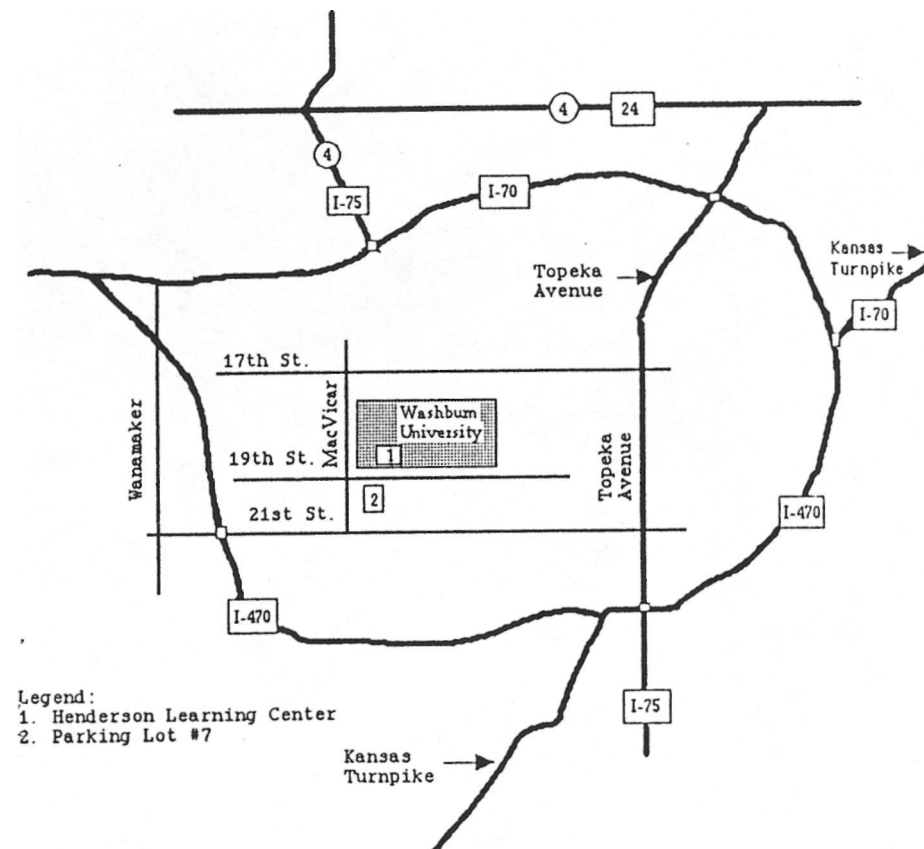 4
24
4
I-75
I-70
Kansas
Turnpike
Topeka
Avenue
I-70
17th St.
MacVicar
Washburn
University
Wanamaker
19th St.
1
Topeka
Avenue
2
21st St.
I-470
I-470
Legend:
1. Henderson Learning Center
2. Parking Lot #7
I-75
Kansas
Turnpike